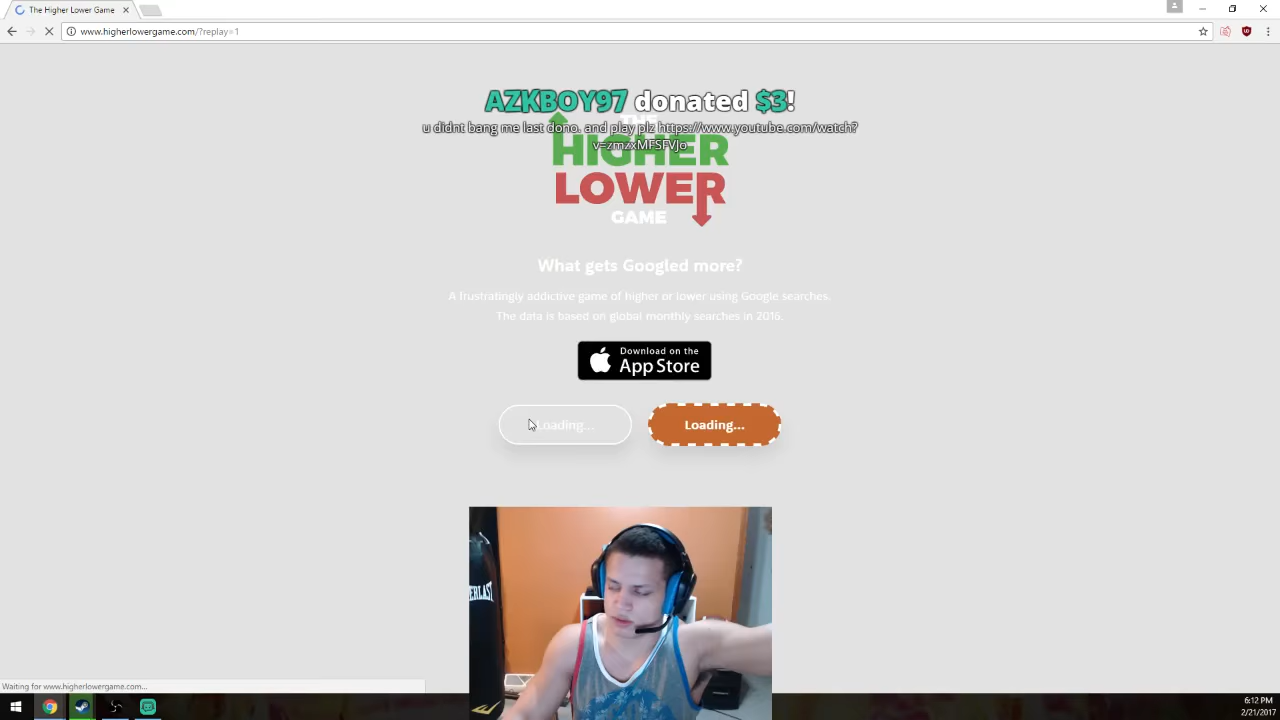 The Higher Lower Game
www.higherlowergame.com/?replay=1
AZKBOY97 donated $3!
u didnt bang me last dono, and play plz https://www.youtube.com/watch?
v=zmzxMFSFVJo
THE
HIGHER
LOWER
GAME
What gets Googled more?
A frustratingly addictive game of higher or lower using Google searches.
The data is based on global monthly searches in 2016.
Download on the
App Store
Loading...
Loading...
ERLAST
Waiting for www.higherlowergame.com...
6:12 PM
2/21/2017